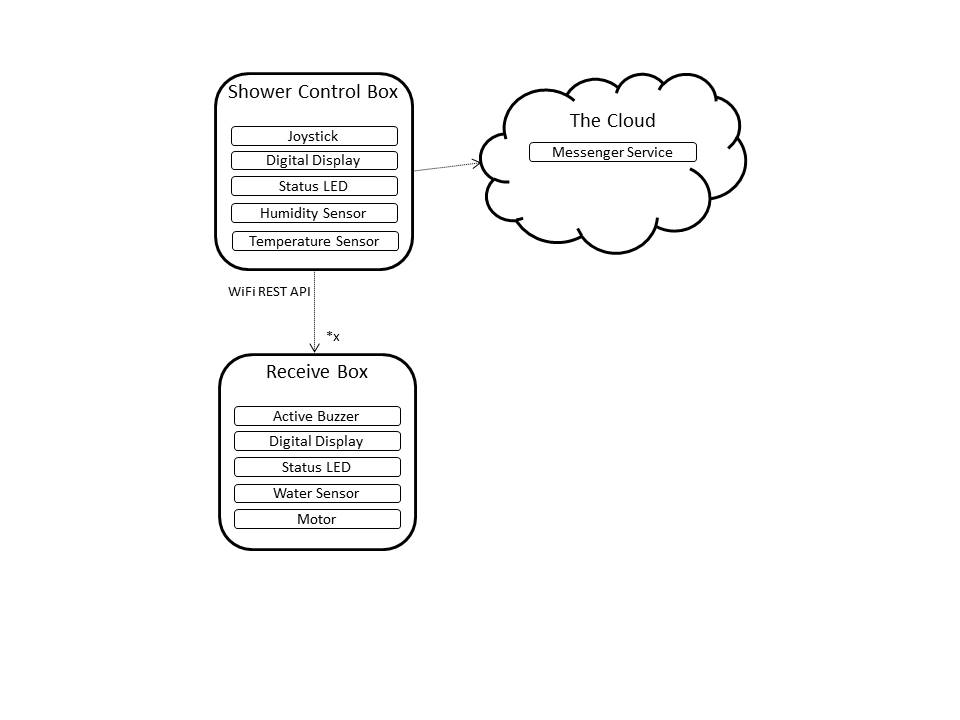 Shower Control Box
Joystick
Digital Display
Status LED
Humidity Sensor
Temperature Sensor
The Cloud
Messenger Service
WiFi REST API
*x
Receive Box
Active Buzzer
Digital Display
Status LED
Water Sensor
Motor